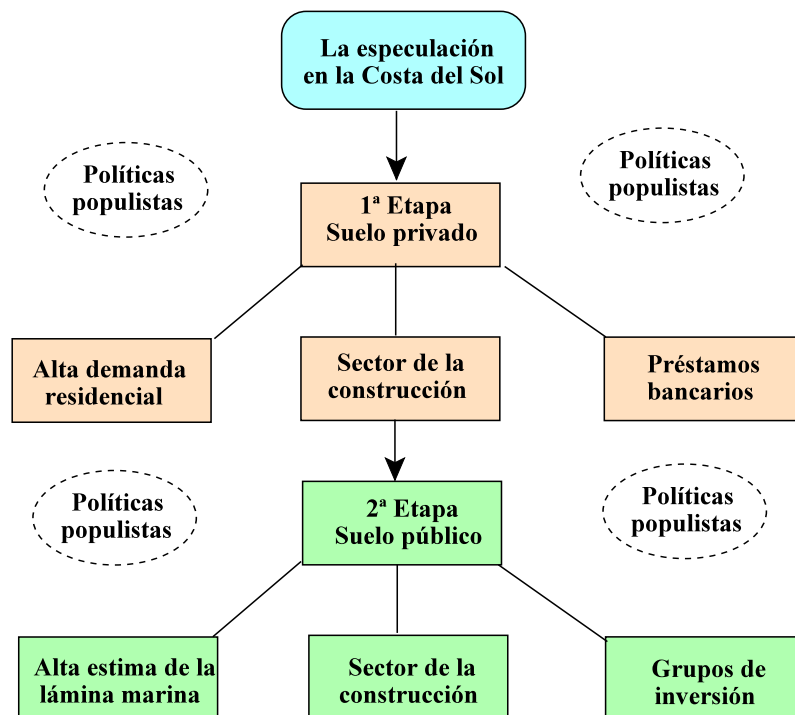 La especulación
en la Costa del Sol
Políticas
populistas
Políticas
populistas
1ª Etapa
Suelo privado
Alta demanda
residencial
Sector de la
construcción
Préstamos
bancarios
Políticas
populistas
Políticas
populistas
2ª Etapa
Suelo público
Alta estima de la
lámina marina
Sector de la
construcción
Grupos de
inversión